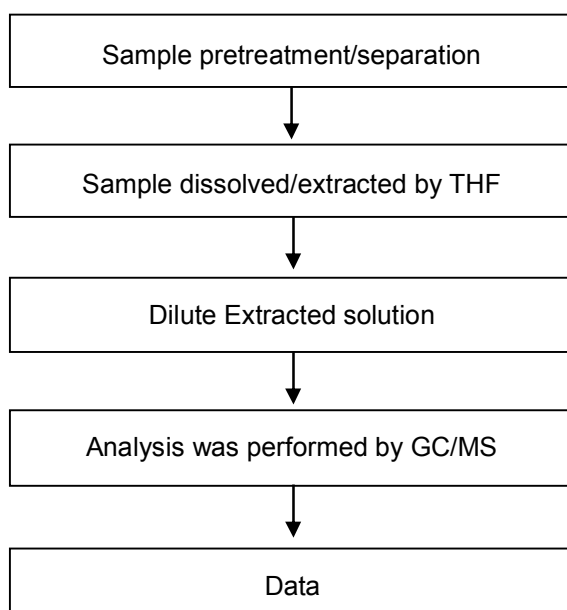 Sample pretreatment/separation
Sample dissolved/extracted by THF
Dilute Extracted solution
Analysis was performed by GC/MS
Data